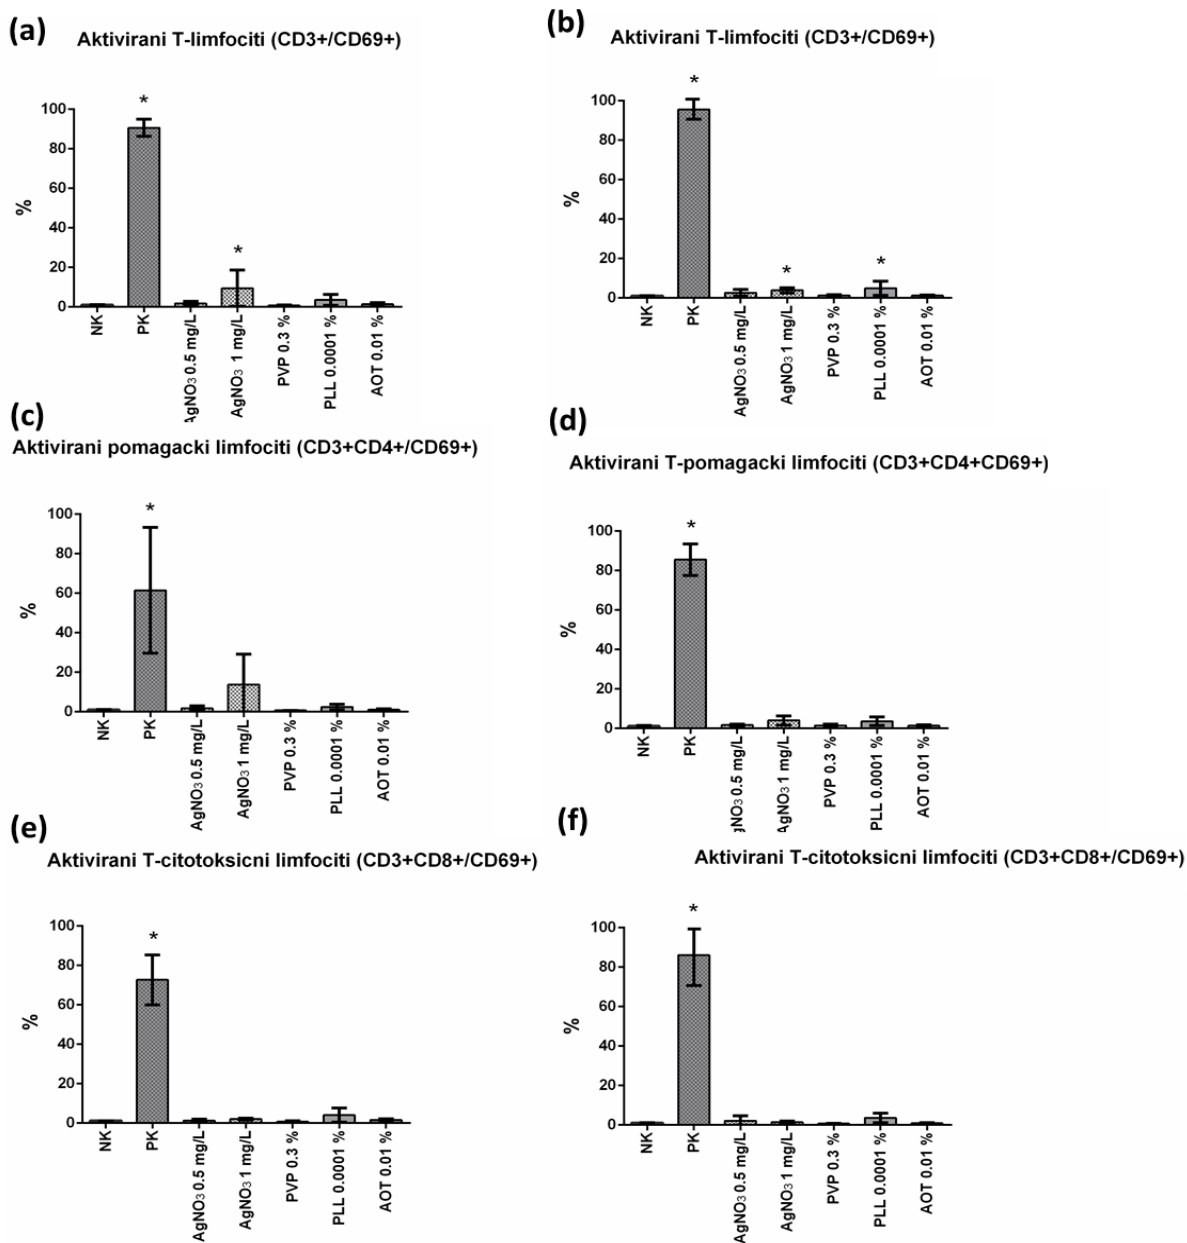 (a)
Aktivirani T-limfociti (CD3+/CD69+)
*
*
100
80
60
40
20
0
%
NK
PK
AgNO₃ 0.5 mg/L
AgNO₃ 1 mg/L
PVP 0.3 %
PLL 0.0001 %
AOT 0.01 %
(b)
Aktivirani T-limfociti (CD3+/CD69+)
*
*
*
100
80
60
40
20
0
%
NK
PK
AgNO₃ 0.5 mg/L
AgNO₃ 1 mg/L
PVP 0.3 %
PLL 0.0001 %
AOT 0.01 %
(c)
Aktivirani pomagacki limfociti (CD3+CD4+/CD69+)
*
100
80
60
40
20
0
%
NK
PK
AgNO₃ 0.5 mg/L
AgNO₃ 1 mg/L
PVP 0.3 %
PLL 0.0001 %
AOT 0.01 %
(d)
Aktivirani T-pomagacki limfociti (CD3+CD4+CD69+)
*
100
80
60
40
20
0
%
NK
PK
gNO₃ 0.5 mg/L
AgNO₃ 1 mg/L
PVP 0.3 %
PLL 0.0001 %
AOT 0.01 %
(e)
Aktivirani T-citotoksicni limfociti (CD3+CD8+/CD69+)
*
100
80
60
40
20
0
%
NK
PK
AgNO₃ 0.5 mg/L
AgNO₃ 1 mg/L
PVP 0.3 %
PLL 0.0001 %
AOT 0.01 %
(f)
Aktivirani T-citotoksicni limfociti (CD3+CD8+/CD69+)
*
100
80
60
40
20
0
%
NK
PK
AgNO₃ 0.5 mg/L
AgNO₃ 1 mg/L
PVP 0.3 %
PLL 0.0001 %
AOT 0.01 %